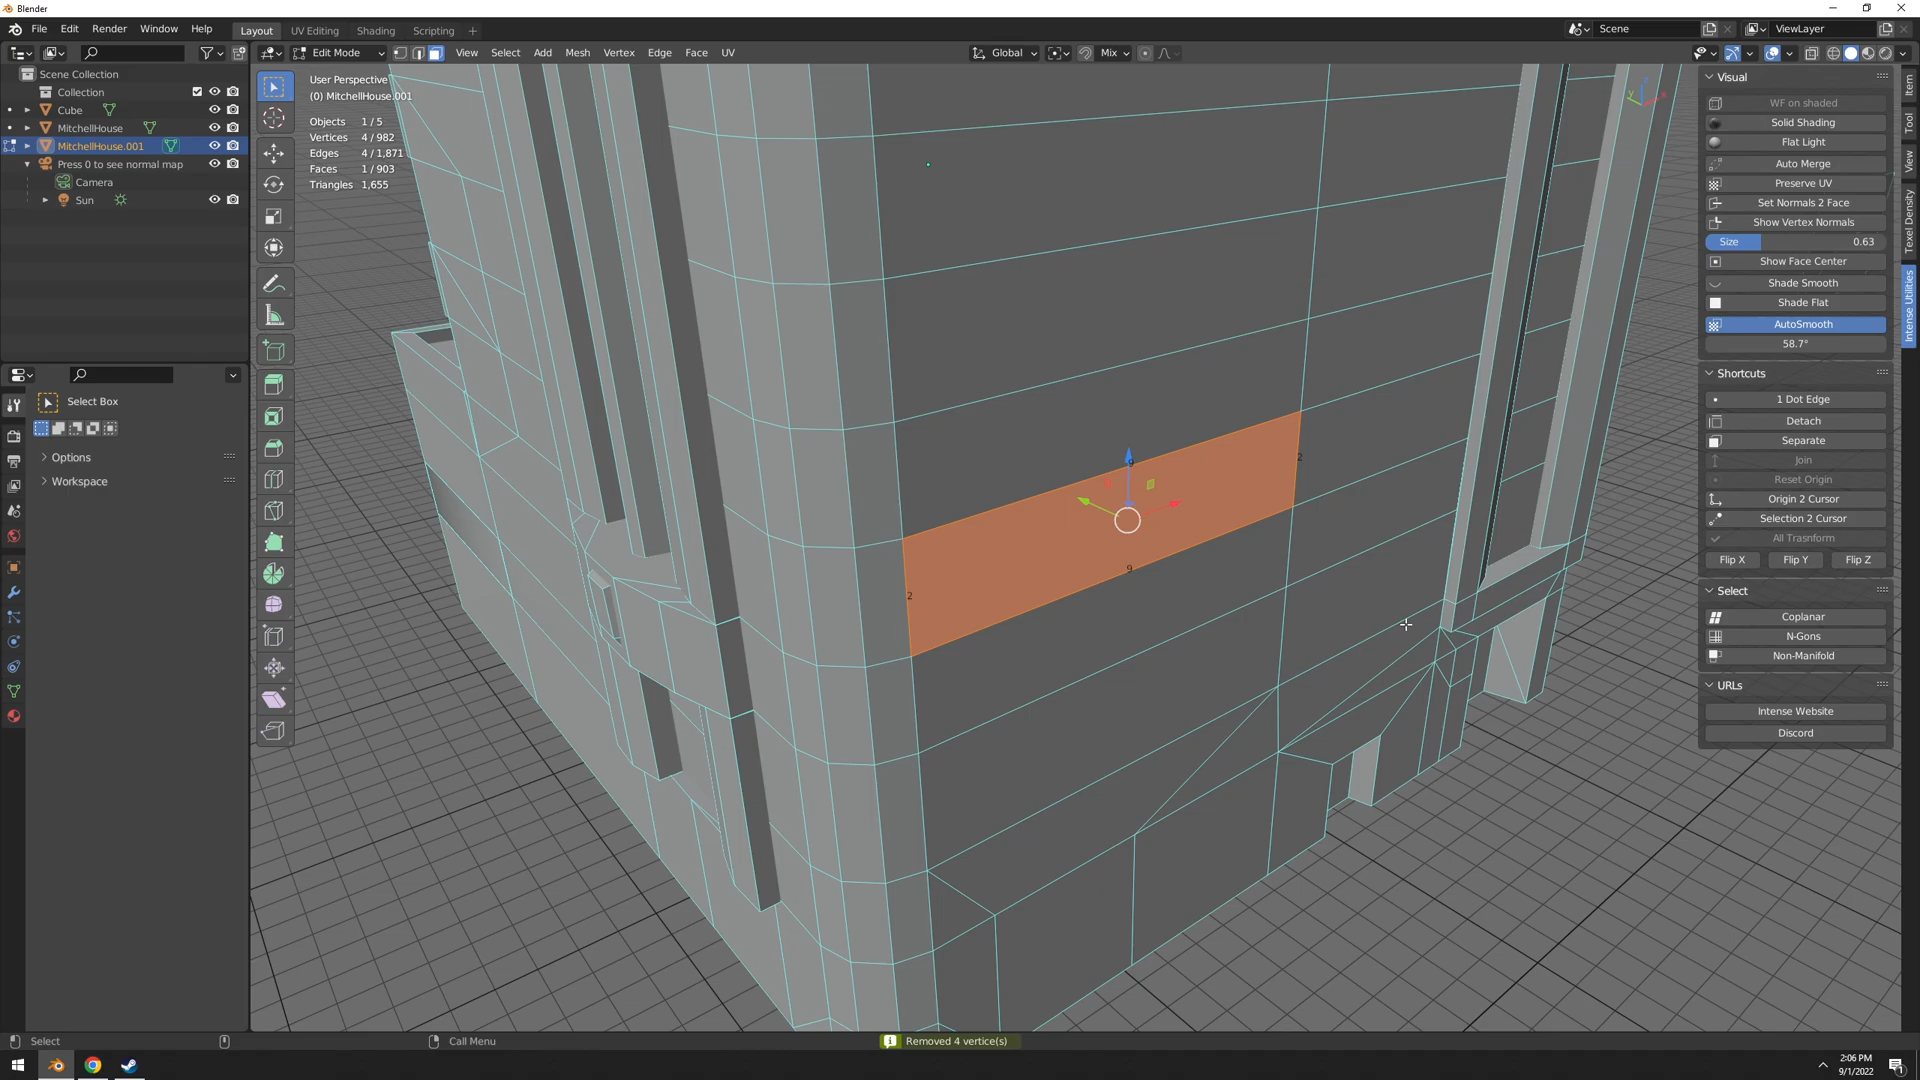 Blender
File Edit Render Window Help
Layout UV Editing Shading Scripting +
Scene
ViewLayer
Edit Mode
View Select Add Mesh Vertex Edge Face UV
Global
Mix
Scene Collection
Collection
Cube
MitchellHouse
MitchellHouse.001
Press 0 to see normal map
Camera
Sun
Select Box
Options
Workspace
User Perspective
(0) MitchellHouse.001
Objects 1/5
Vertices 4/982
Edges 4/1,871
Faces 1/903
Triangles 1,655
9
2
2
9
Z
Y
X
Visual
WF on shaded
Solid Shading
Flat Light
Auto Merge
Preserve UV
Set Normals 2 Face
Show Vertex Normals
Size 0.63
Show Face Center
Shade Smooth
Shade Flat
AutoSmooth
58.7°
Shortcuts
1 Dot Edge
Detach
Separate
Join
Reset Origin
Origin 2 Cursor
Selection 2 Cursor
All Trasnform
Flip X Flip Y Flip Z
Select
Coplanar
N-Gons
Non-Manifold
URLs
Intense Website
Discord
Item
Tool
View
Texel Density
Intense Utilities
Select
Call Menu
Removed 4 vertice(s)
2:06 PM
9/1/2022
1